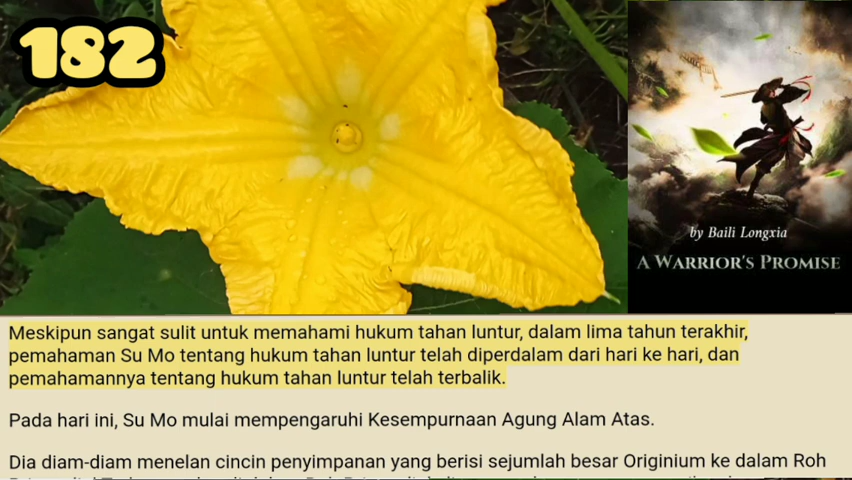 182
by Baili Longxia
A WARRIOR'S PROMISE
Meskipun sangat sulit untuk memahami hukum tahan luntur, dalam lima tahun terakhir,
pemahaman Su Mo tentang hukum tahan luntur telah diperdalam dari hari ke hari, dan
pemahamannya tentang hukum tahan luntur telah terbalik.
Pada hari ini, Su Mo mulai mempengaruhi Kesempurnaan Agung Alam Atas.
Dia diam-diam menelan cincin penyimpanan yang berisi sejumlah besar Originium ke dalam Roh